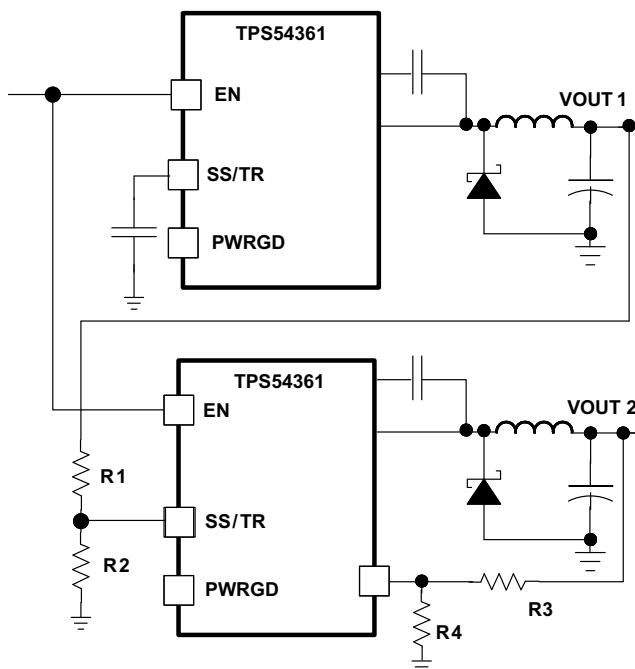 TPS54361
EN
VOUT 1
SS/TR
PWRGD
TPS54361
EN
VOUT 2
R1
SS/TR
R2
PWRGD
R3
R4